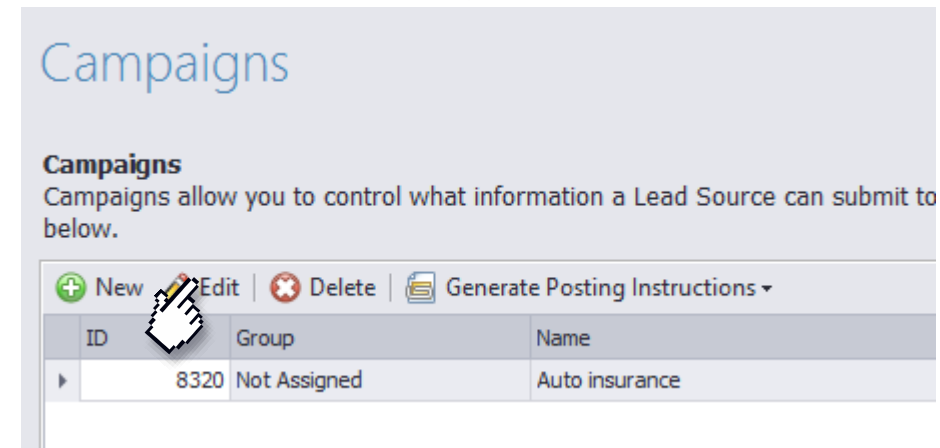 Campaigns
Campaigns
Campaigns allow you to control what information a Lead Source can submit to
below.
New Edit Delete Generate Posting Instructions
ID Group Name
8320 Not Assigned Auto insurance